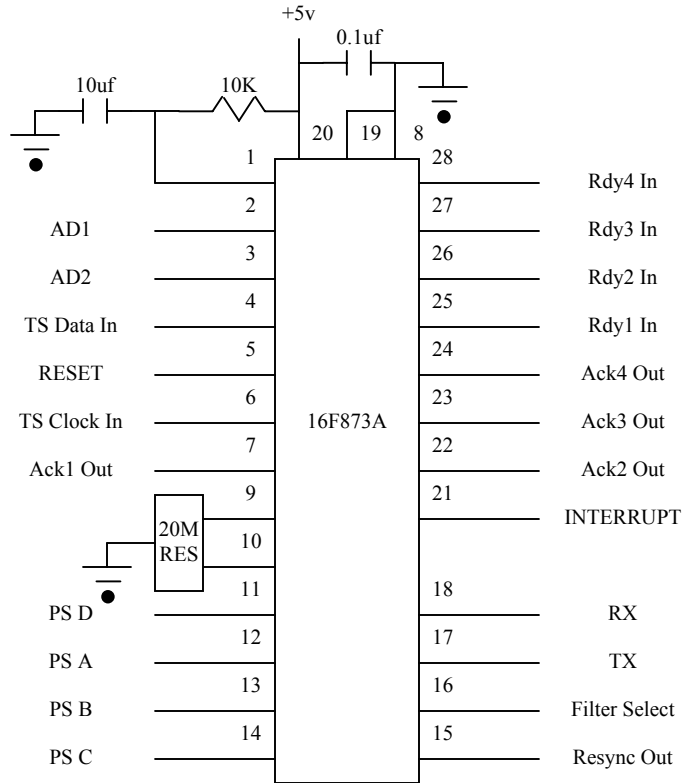 +5v
0.1uf
10uf
10K
20 19 8
1 28
Rdy4 In
2 27
AD1 Rdy3 In
3 26
AD2 Rdy2 In
4 25
TS Data In Rdy1 In
5 24
RESET Ack4 Out
6 23
TS Clock In 16F873A Ack3 Out
7 22
Ack1 Out Ack2 Out
9 21
20M
RES
INTERRUPT
10
11 18
PS D RX
12 17
PS A TX
13 16
PS B Filter Select
14 15
PS C Resync Out